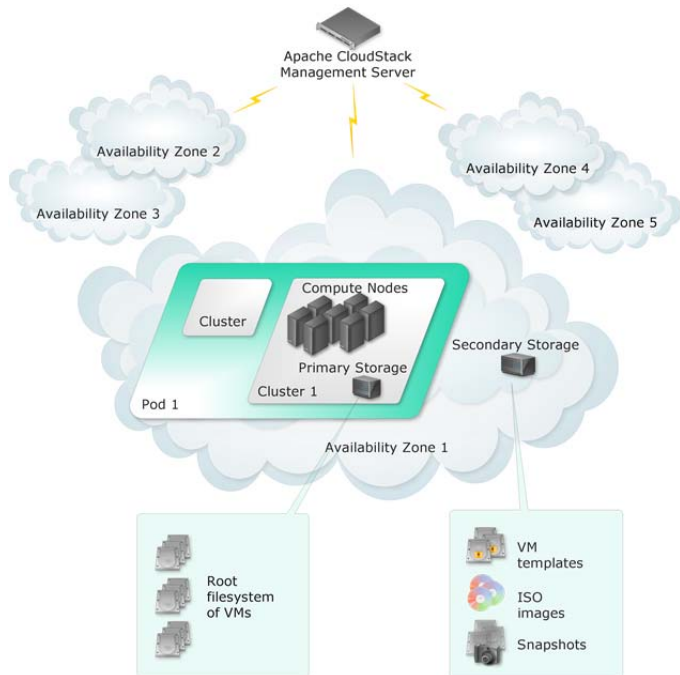 Apache CloudStack
Management Server
Availability Zone 2
Availability Zone 3
Availability Zone 4
Availability Zone 5
Compute Nodes
Cluster
Primary Storage
Cluster 1
Pod 1
Secondary Storage
Availability Zone 1
Root
filesystem
of VMs
VM
templates
ISO
images
Snapshots